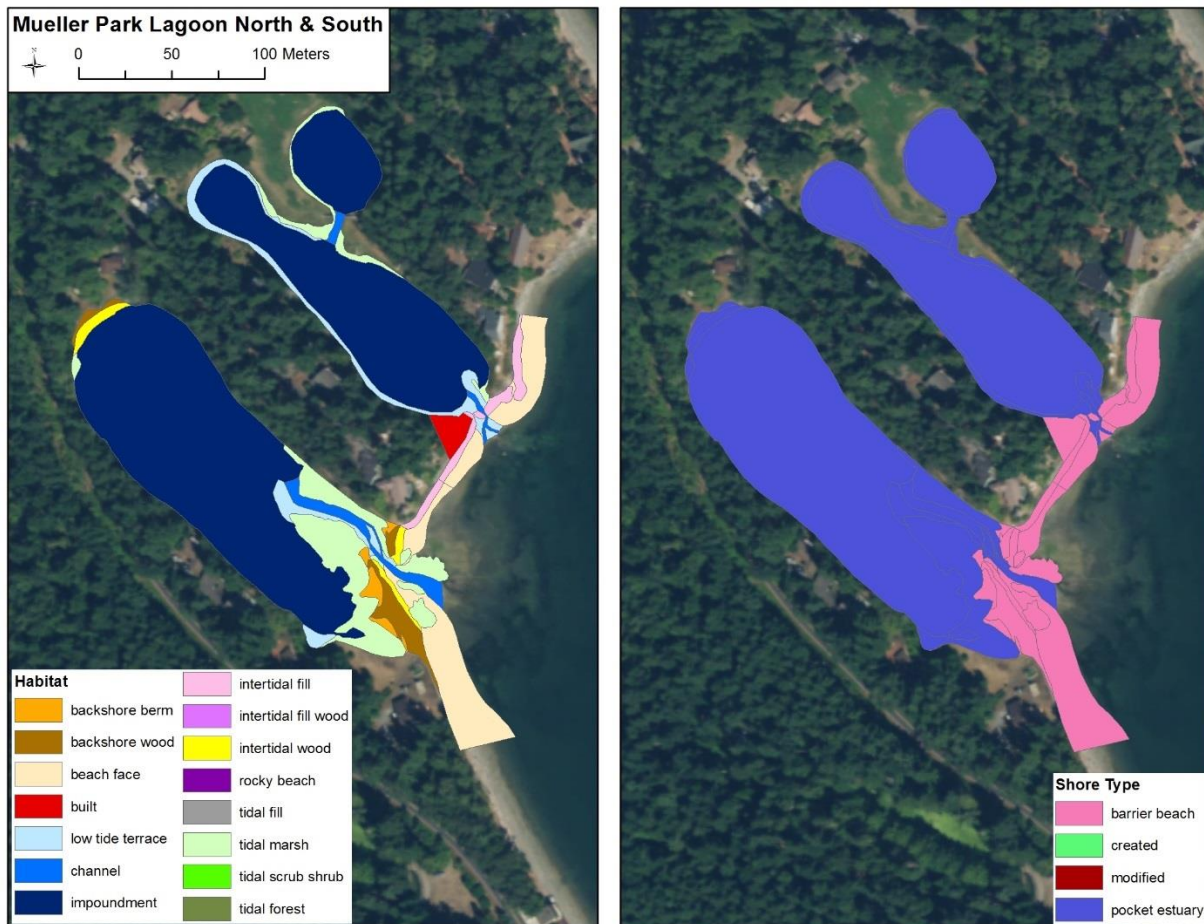 Mueller Park Lagoon North & South
N
0 50 100 Meters
Habitat
backshore berm
backshore wood
beach face
built
low tide terrace
channel
impoundment
intertidal fill
intertidal fill wood
intertidal wood
rocky beach
tidal fill
tidal marsh
tidal scrub shrub
tidal forest
Shore Type
barrier beach
created
modified
pocket estuary